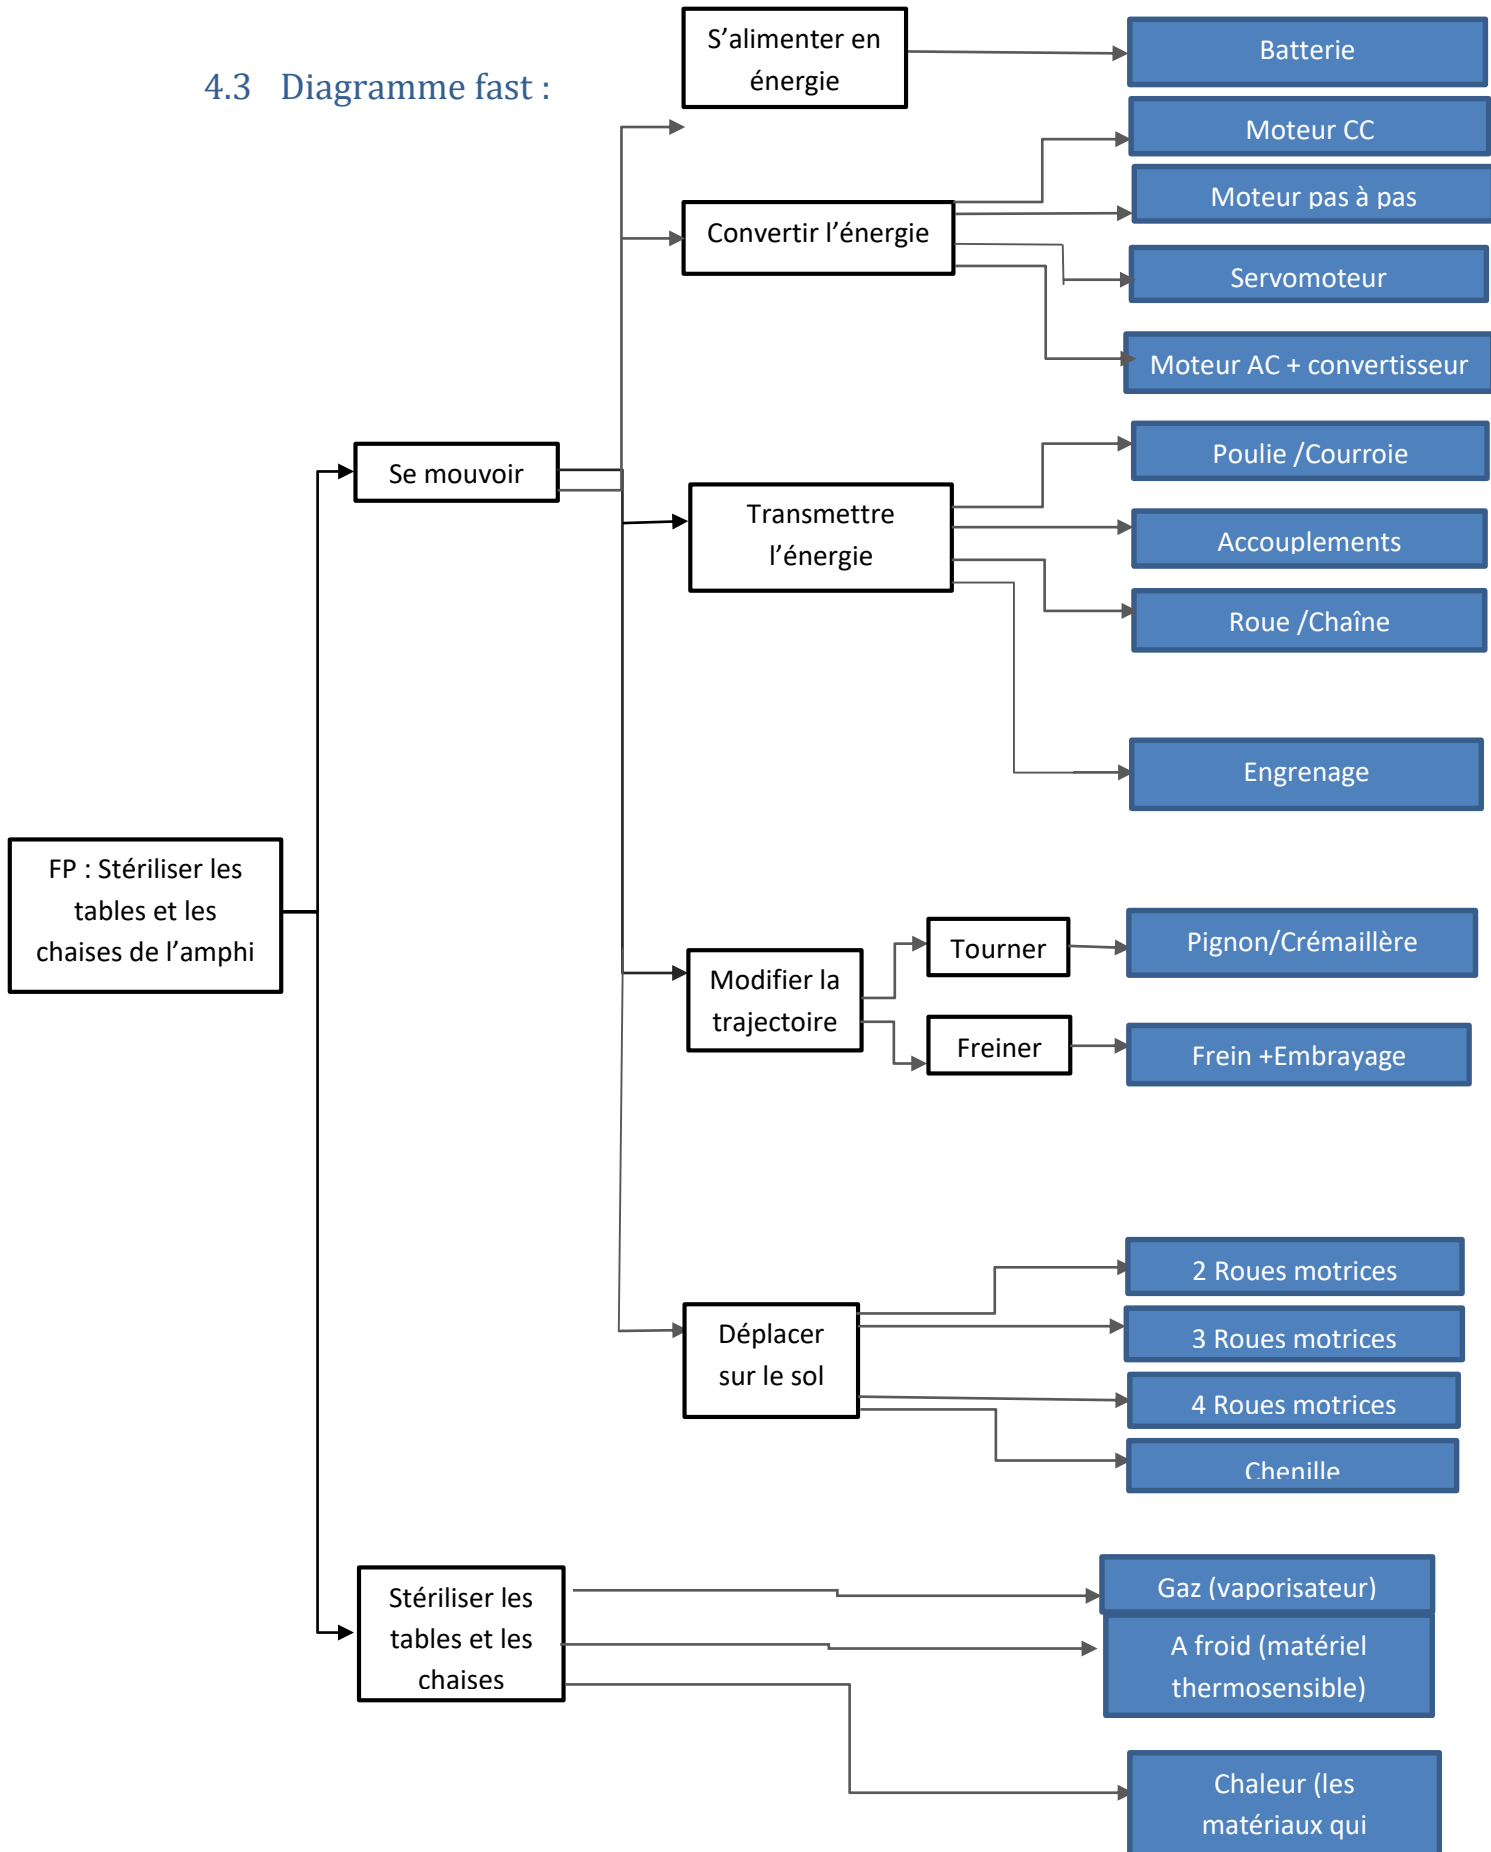 4.3 Diagramme fast :
S’alimenter en
énergie
Batterie
Moteur CC
Moteur pas à pas
Convertir l’énergie
Servomoteur
Moteur AC + convertisseur
Se mouvoir
Poulie /Courroie
Transmettre
l’énergie
Accouplements
Roue /Chaîne
Engrenage
FP : Stériliser les
tables et les
chaises de l’amphi
Modifier la
trajectoire
Tourner
Pignon/Crémaillère
Freiner
Frein +Embrayage
Déplacer
sur le sol
2 Roues motrices
3 Roues motrices
4 Roues motrices
Chenille
Stériliser les
tables et les
chaises
Gaz (vaporisateur)
A froid (matériel
thermosensible)
Chaleur (les
matériaux qui